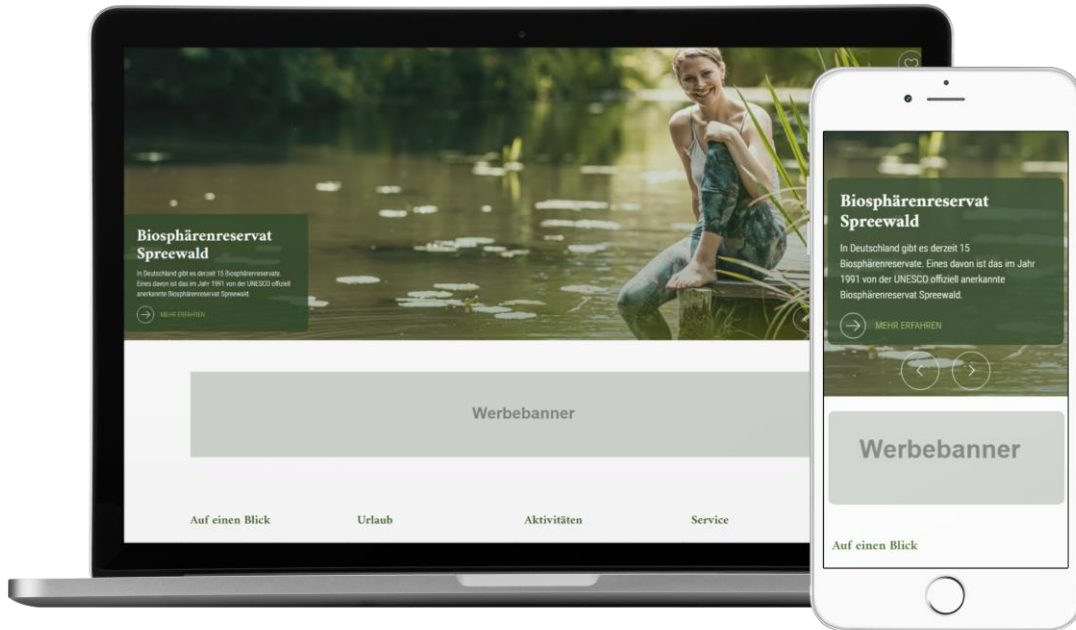 Biosphärenreservat
Spreewald
In Deutschland gibt es derzeit 15 Biosphärenreservate.
Eines davon ist das im Jahr 1991 von der UNESCO offiziell
anerkannte Biosphärenreservat Spreewald.
MEHR ERFAHREN
Werbebanner
Auf einen Blick
Urlaub
Aktivitäten
Service
Biosphärenreservat
Spreewald
In Deutschland gibt es derzeit 15
Biosphärenreservate. Eines davon ist das im Jahr
1991 von der UNESCO offiziell anerkannte
Biosphärenreservat Spreewald.
MEHR ERFAHREN
Werbebanner
Auf einen Blick